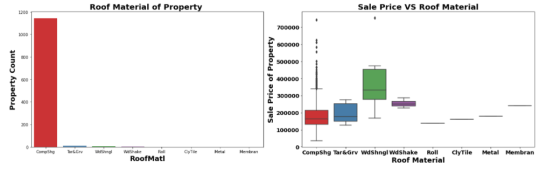 Roof Material of Property
1200
1000
800
600
400
200
0
Property Count
CompShg Tar&Grv WdShngl WdShake Roll ClyTile Metal Membran
RoofMatl
Sale Price VS Roof Material
700000
600000
500000
400000
300000
200000
100000
0
Sale Price of Property
CompShg Tar&Grv WdShngl WdShake Roll ClyTile Metal Membran
Roof Material